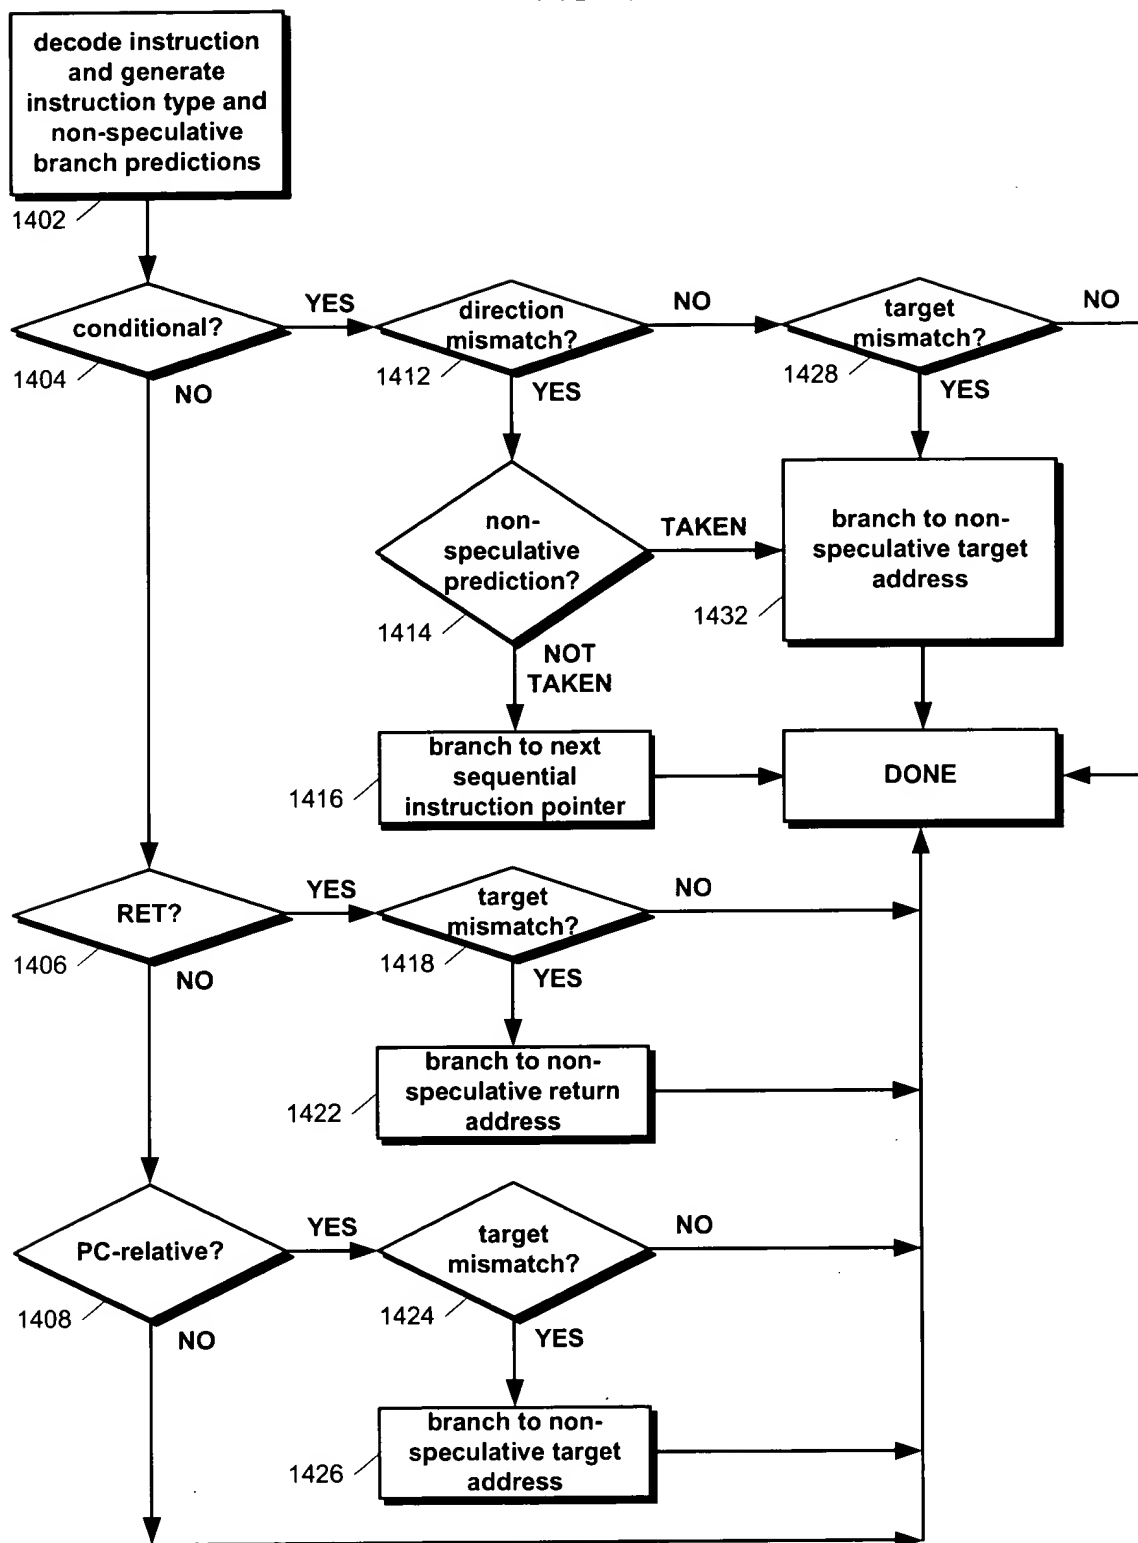 decode instruction
and generate
instruction type and
non-speculative
branch predictions
1402
conditional?
1404
YES
NO
direction
mismatch?
1412
NO
YES
target
mismatch?
1428
NO
YES
non-
speculative
prediction?
1414
TAKEN
NOT
TAKEN
branch to non-
speculative target
address
1432
branch to next
sequential
instruction pointer
1416
DONE
RET?
1406
YES
NO
target
mismatch?
1418
NO
YES
branch to non-
speculative return
address
1422
PC-relative?
1408
YES
NO
target
mismatch?
1424
NO
YES
branch to non-
speculative target
address
1426